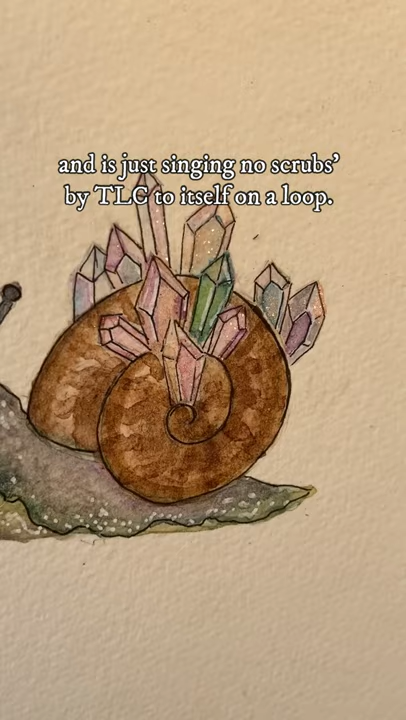 and is just singing no scrubs’
by TLC to itself on a loop.